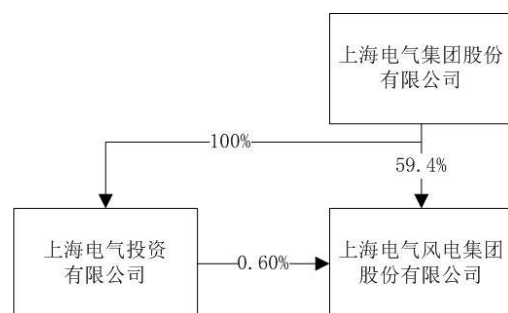 上海电气集团股份
有限公司
100%
59.4%
上海电气投资
有限公司
0.60%
上海电气风电集团
股份有限公司